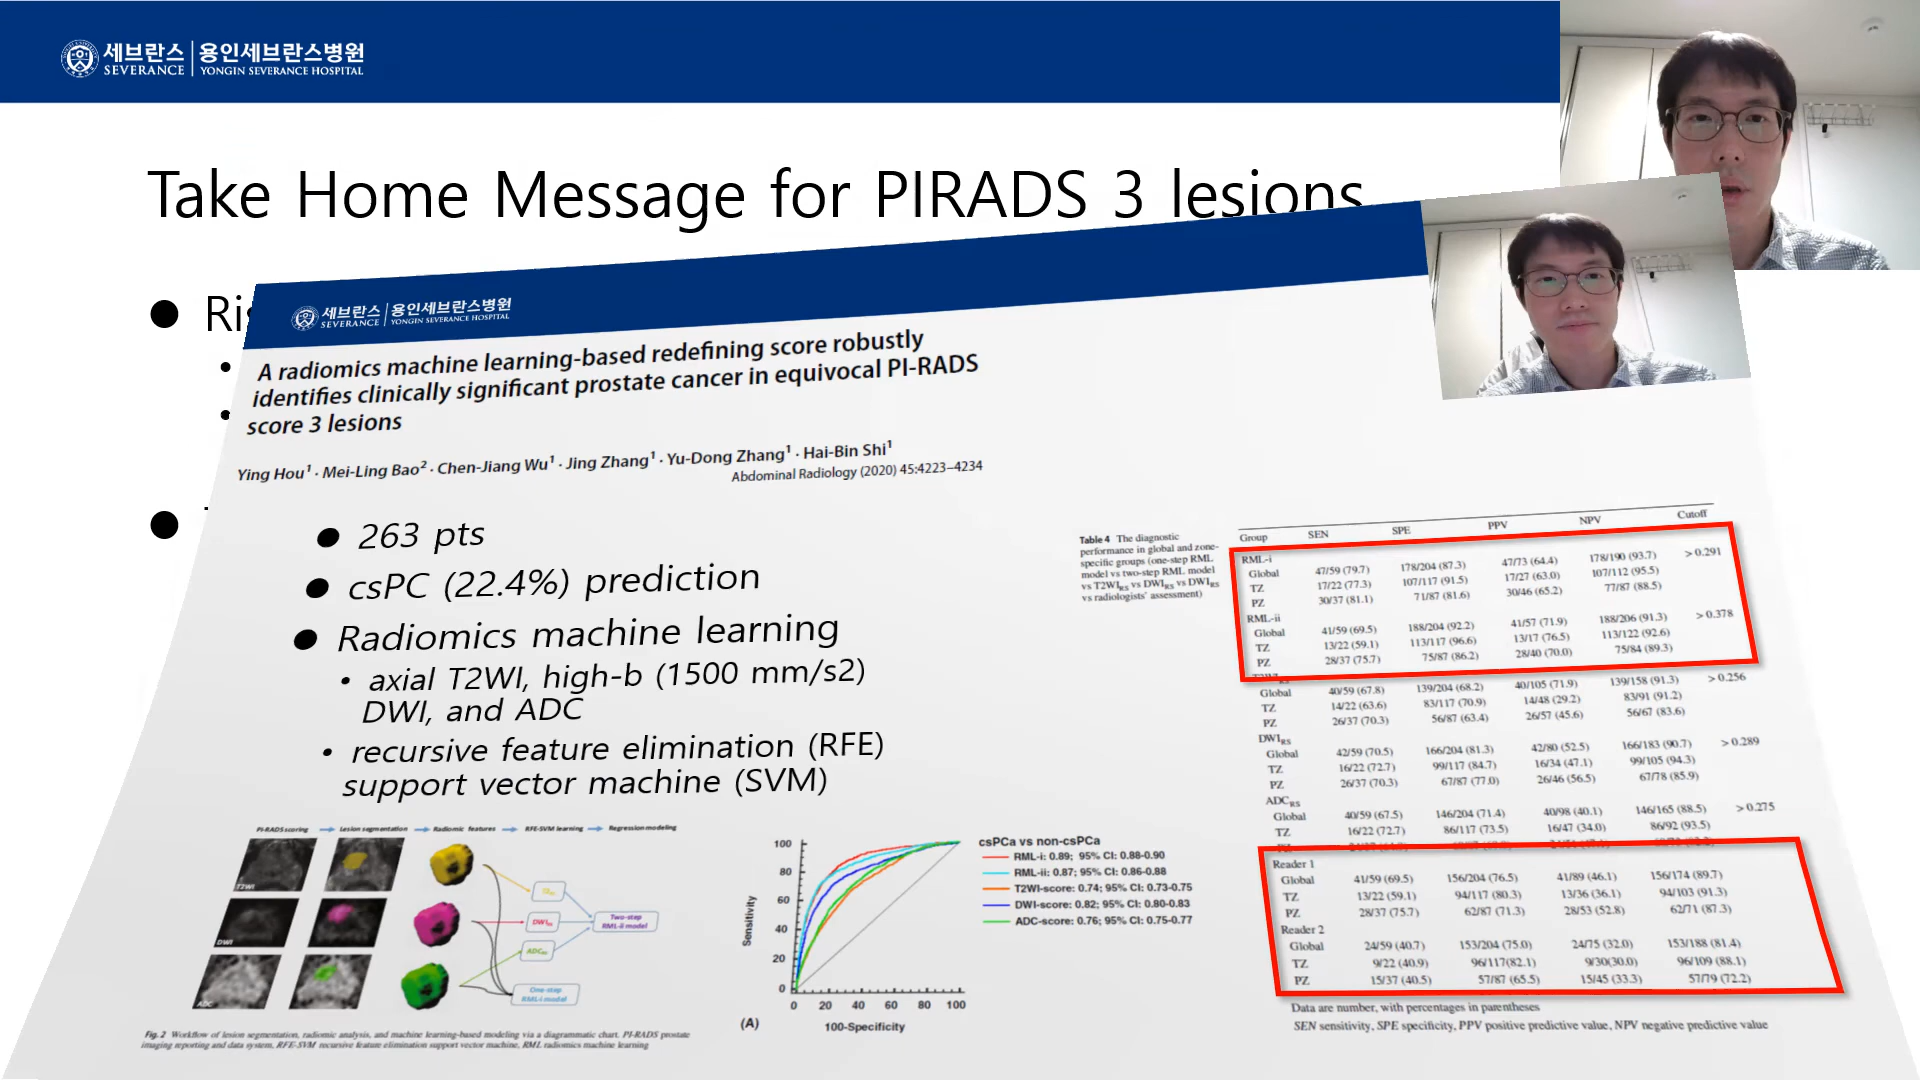 세브란스
SEVERANCE
용인세브란스병원
YONGIN SEVERANCE HOSPITAL
Take Home Message for PIRADS 3 lesions
세브란스
SEVERANCE
용인세브란스병원
YONGIN SEVERANCE HOSPITAL
A radiomics machine learning-based redefining score robustly
identifies clinically significant prostate cancer in equivocal PI-RADS
score 3 lesions
Ying Hou1 · Mei-Ling Bao2 · Chen-Jiang Wu1 · Jing Zhang1 · Yu-Dong Zhang1 · Hai-Bin Shi1
Abdominal Radiology (2020) 45:4223–4234
● 263 pts
● csPC (22.4%) prediction
● Radiomics machine learning
• axial T2WI, high-b (1500 mm/s2)
DWI, and ADC
• recursive feature elimination (RFE)
support vector machine (SVM)
PI-RADS scoring Lesion segmentation Radiomic features RFE-SVM learning Regression modeling
T2WI
DWI
ADC
DWIRS
ADCRS
Two-step
RML-ii model
One-step
RML-i model
Fig. 2 Workflow of lesion segmentation, radiomic analysis, and machine learning-based modeling via a diagrammatic chart. PI-RADS prostate
imaging reporting and data system, RFE-SVM recursive feature elimination support vector machine, RML radiomics machine learning
Sensitivity
100
80
60
40
20
0
0 20 40 60 80 100
100-Specificity
(A)
csPCa vs non-csPCa
RML-i: 0.89; 95% CI: 0.88-0.90
RML-ii: 0.87; 95% CI: 0.86-0.88
T2WI-score: 0.74; 95% CI: 0.73-0.75
DWI-score: 0.82; 95% CI: 0.80-0.83
ADC-score: 0.76; 95% CI: 0.75-0.77
Table 4 The diagnostic
performance in global and zone-
specific groups (one-step RML
model vs two-step RML model
vs T2WIRS vs DWIRS vs DWIRS
vs radiologists' assessment)
Group SEN SPE PPV NPV Cutoff
RML-i > 0.291
Global 47/59 (79.7) 178/204 (87.3) 47/73 (64.4) 178/190 (93.7)
TZ 17/22 (77.3) 107/117 (91.5) 17/27 (63.0) 107/112 (95.5)
PZ 30/37 (81.1) 71/87 (81.6) 30/46 (65.2) 77/87 (88.5)
RML-ii > 0.378
Global 41/59 (69.5) 188/204 (92.2) 41/57 (71.9) 188/206 (91.3)
TZ 13/22 (59.1) 113/117 (96.6) 13/17 (76.5) 113/122 (92.6)
PZ 28/37 (75.7) 75/87 (86.2) 28/40 (70.0) 75/84 (89.3)
> 0.256
Global 40/59 (67.8) 139/204 (68.2) 40/105 (71.9) 139/158 (91.3)
TZ 14/22 (63.6) 83/117 (70.9) 14/48 (29.2) 83/91 (91.2)
PZ 26/37 (70.3) 56/87 (63.4) 26/57 (45.6) 56/67 (83.6)
DWIRS > 0.289
Global 42/59 (70.5) 166/204 (81.3) 42/80 (52.5) 166/183 (90.7)
TZ 16/22 (72.7) 99/117 (84.7) 16/34 (47.1) 99/105 (94.3)
PZ 26/37 (70.3) 67/87 (77.0) 26/46 (56.5) 67/78 (85.9)
ADCRS > 0.275
Global 40/59 (67.5) 146/204 (71.4) 40/98 (40.1) 146/165 (88.5)
TZ 16/22 (72.7) 86/117 (73.5) 16/47 (34.0) 86/92 (93.5)
Reader 1
Global 41/59 (69.5) 156/204 (76.5) 41/89 (46.1) 156/174 (89.7)
TZ 13/22 (59.1) 94/117 (80.3) 13/36 (36.1) 94/103 (91.3)
PZ 28/37 (75.7) 62/87 (71.3) 28/53 (52.8) 62/71 (87.3)
Reader 2
Global 24/59 (40.7) 153/204 (75.0) 24/75 (32.0) 153/188 (81.4)
TZ 9/22 (40.9) 96/117(82.1) 9/30(30.0) 96/109 (88.1)
PZ 15/37 (40.5) 57/87 (65.5) 15/45 (33.3) 57/79 (72.2)
Data are number, with percentages in parentheses
SEN sensitivity, SPE specificity, PPV positive predictive value, NPV negative predictive value